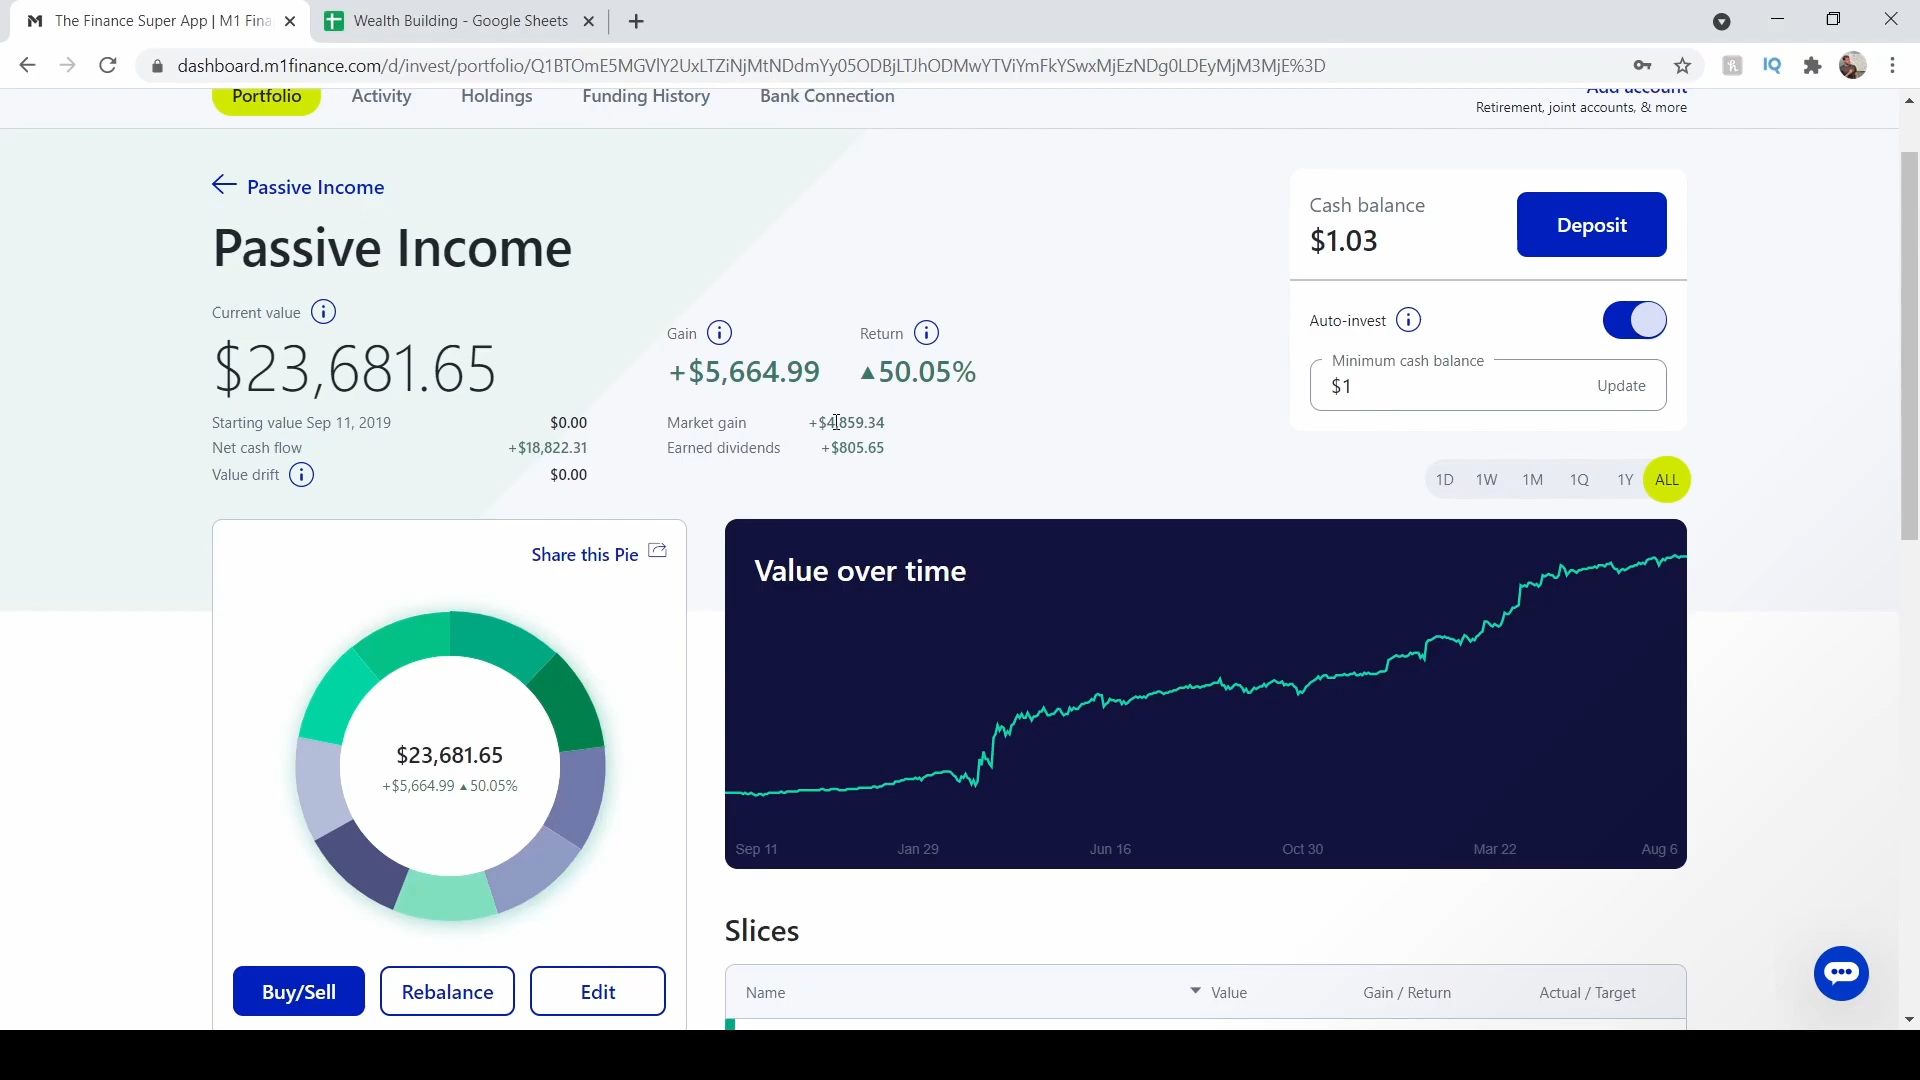 The Finance Super App | M1 Fina
Wealth Building - Google Sheets
dashboard.m1finance.com/d/invest/portfolio/Q1BTOmE5MGVlY2UxLTZiNjMtNDdmYy05ODBjLTJhODMwYTViYmFkYSwxMjEzNDg0LDEyMjM3MjE%3D
IQ
Portfolio
Activity
Holdings
Funding History
Bank Connection
Add account
Retirement, joint accounts, & more
Passive Income
Passive Income
Current value
$23,681.65
Starting value Sep 11, 2019 $0.00
Net cash flow +$18,822.31
Value drift $0.00
Gain
+$5,664.99
Return
▲50.05%
Market gain +$4,859.34
Earned dividends +$805.65
Cash balance
$1.03
Deposit
Auto-invest
Minimum cash balance
$1
Update
1D 1W 1M 1Q 1Y ALL
Share this Pie
$23,681.65
+$5,664.99 ▲50.05%
Buy/Sell
Rebalance
Edit
Value over time
Sep 11 Jan 29 Jun 16 Oct 30 Mar 22 Aug 6
Slices
Name Value Gain / Return Actual / Target